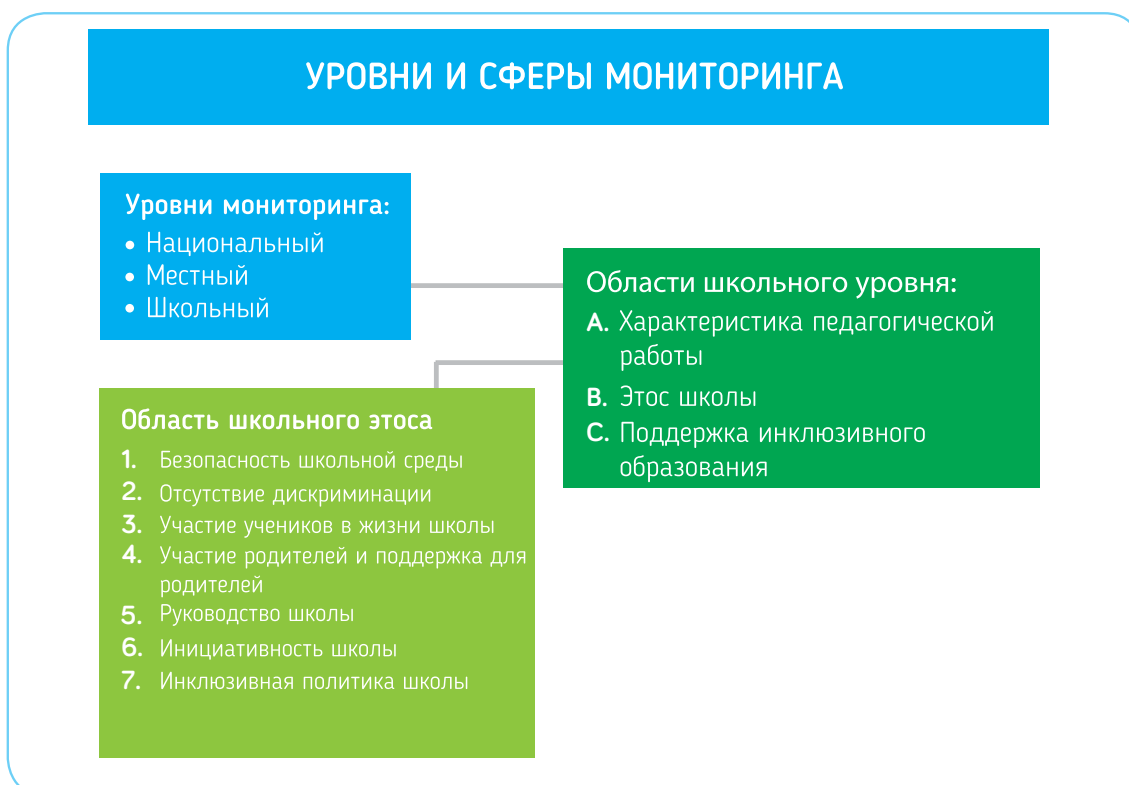 УРОВНИ И СФЕРЫ МОНИТОРИНГА
Уровни мониторинга:
• Национальный
• Местный
• Школьный
Области школьного уровня:
A. Характеристика педагогической
работы
B. Этос школы
C. Поддержка инклюзивного
образования
Область школьного этоса
1. Безопасность школьной среды
2. Отсутствие дискриминации
3. Участие учеников в жизни школы
4. Участие родителей и поддержка для
родителей
5. Руководство школы
6. Инициативность школы
7. Инклюзивная политика школы